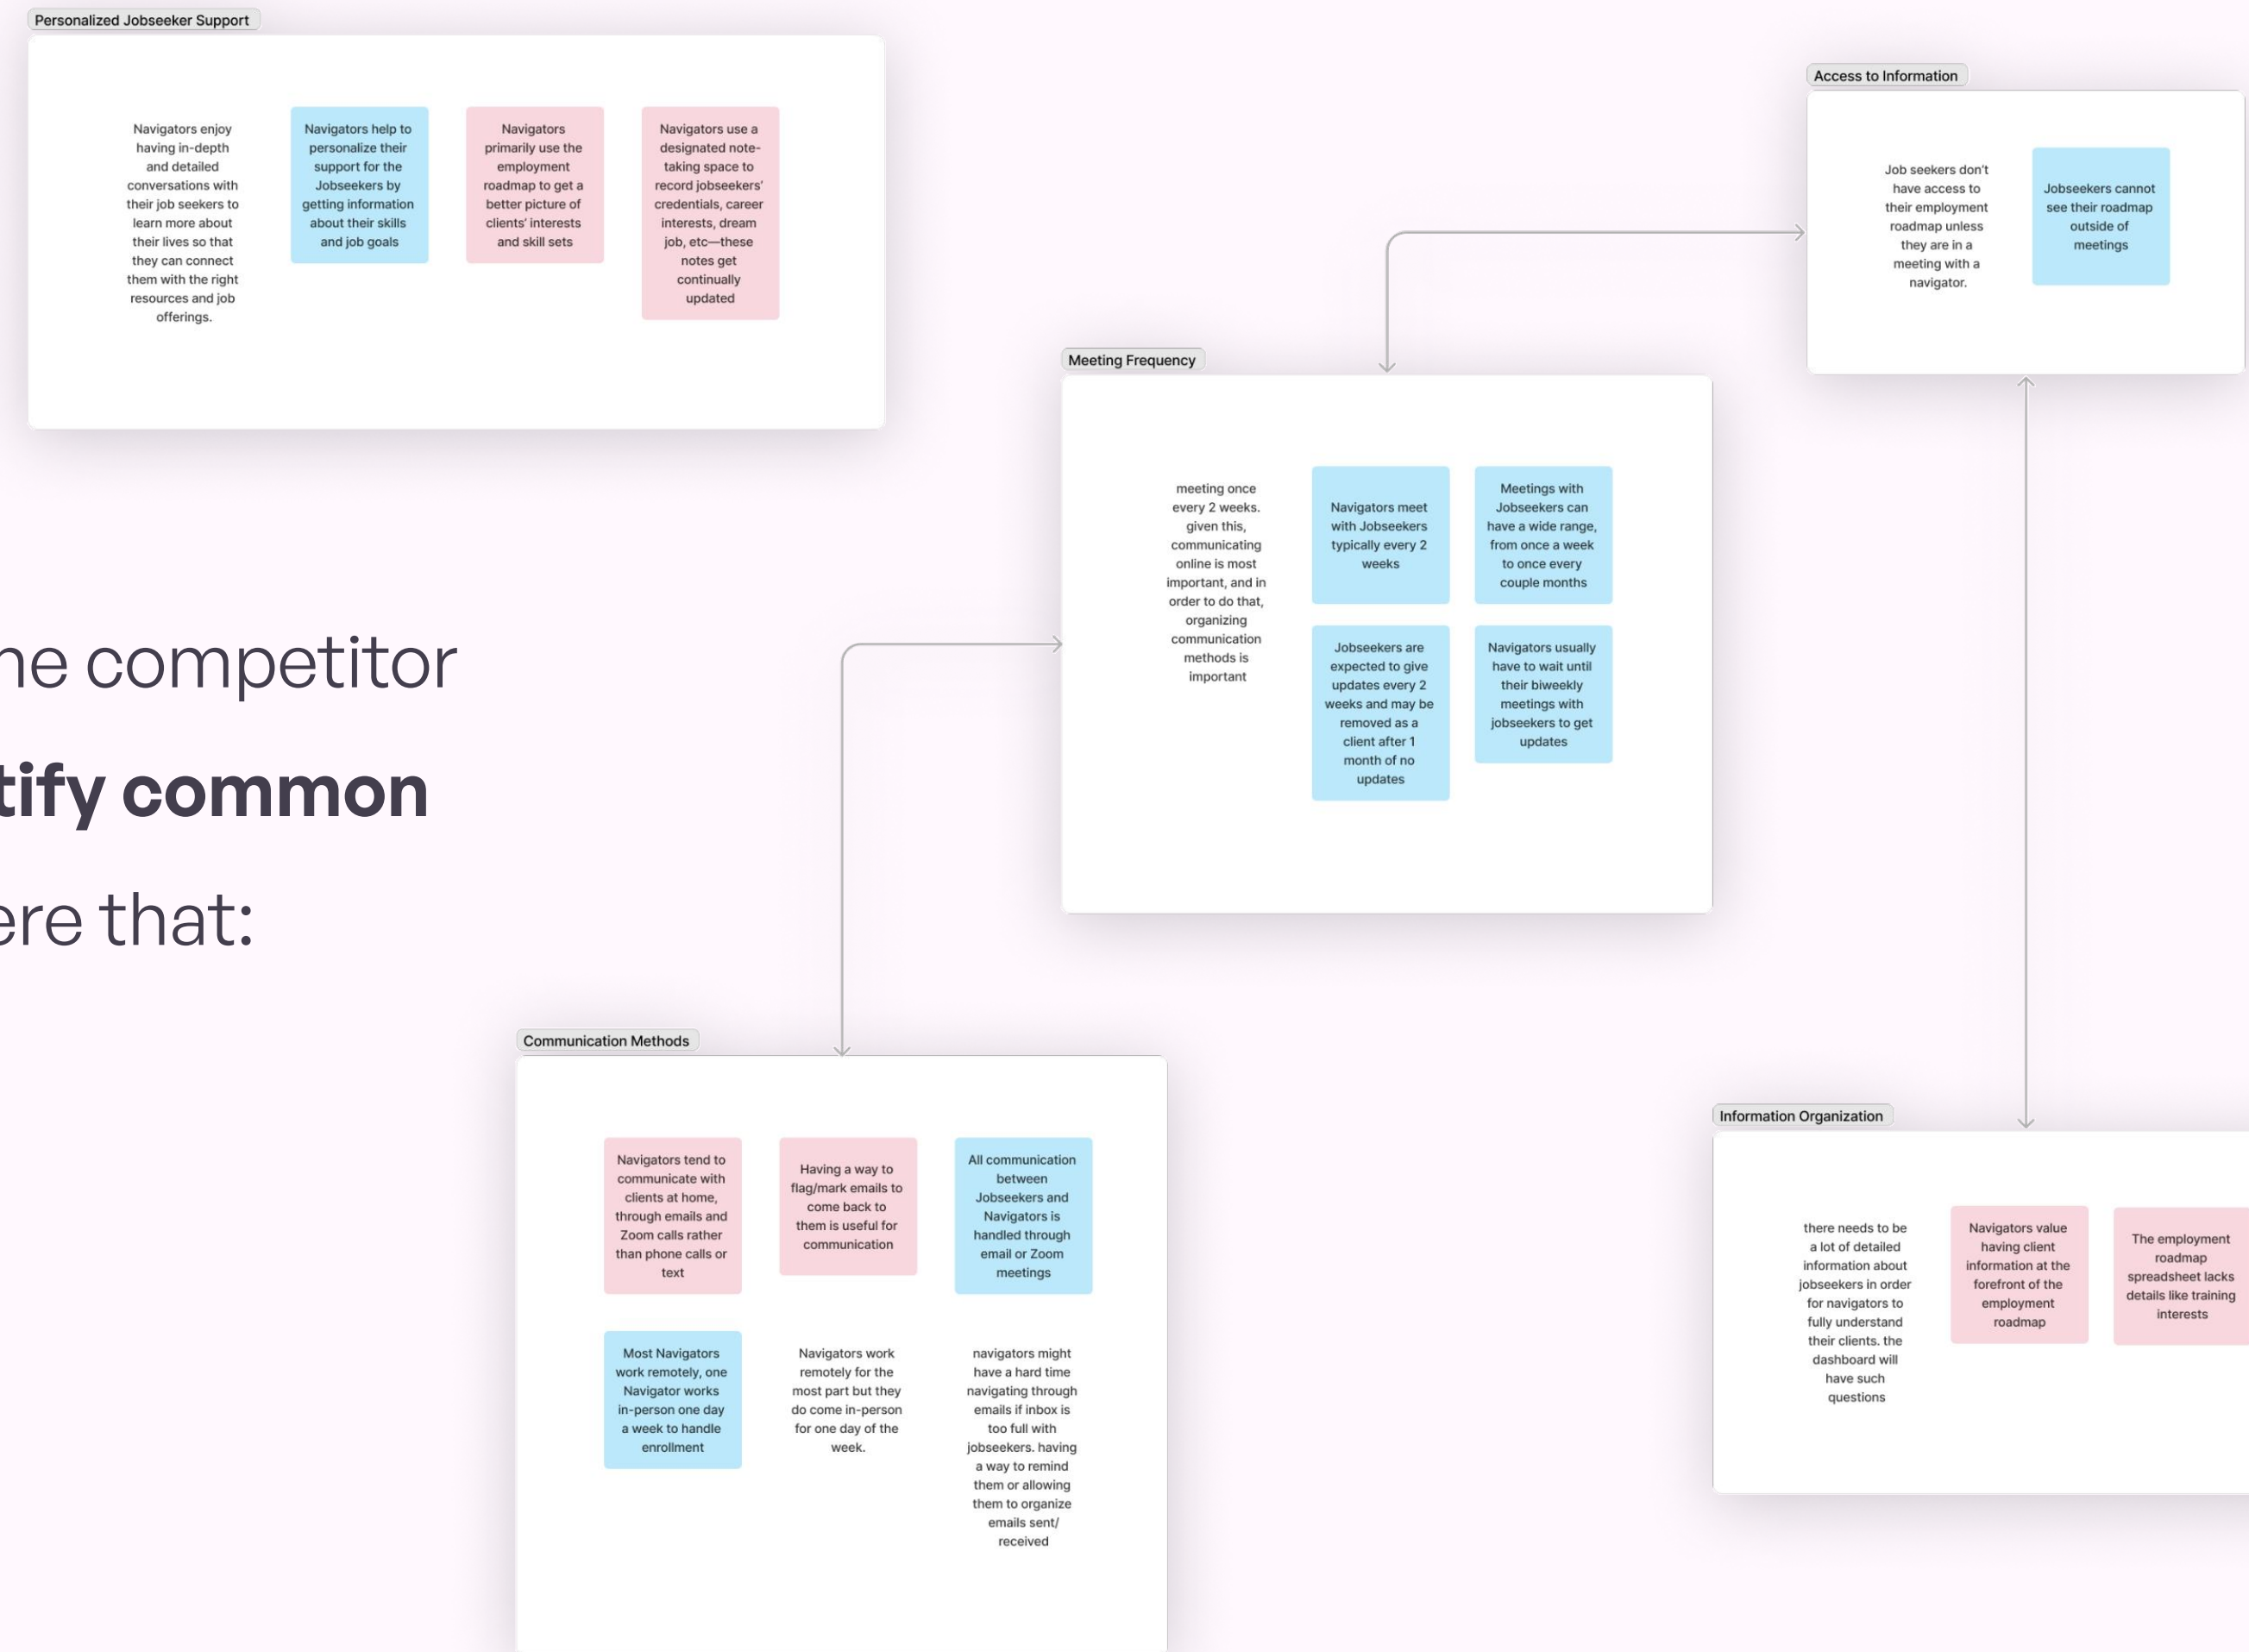 Personalized Jobseeker Support
Navigators enjoy
having in-depth
and detailed
conversations with
their job seekers to
learn more about
their lives so that
they can connect
them with the right
resources and job
offerings.
Navigators help to
personalize their
support for the
Jobseekers by
getting information
about their skills
and job goals
Navigators
primarily use the
employment
roadmap to get a
better picture of
clients' interests
and skill sets
Navigators use a
designated note-
taking space to
record jobseekers'
credentials, career
interests, dream
job, etc—these
notes get
continually
updated
Access to Information
Job seekers don't
have access to
their employment
roadmap unless
they are in a
meeting with a
navigator.
Jobseekers cannot
see their roadmap
outside of
meetings
Meeting Frequency
meeting once
every 2 weeks.
given this,
communicating
online is most
important, and in
order to do that,
organizing
communication
methods is
important
Navigators meet
with Jobseekers
typically every 2
weeks
Meetings with
Jobseekers can
have a wide range,
from once a week
to once every
couple months
Jobseekers are
expected to give
updates every 2
weeks and may be
removed as a
client after 1
month of no
updates
Navigators usually
have to wait until
their biweekly
meetings with
jobseekers to get
updates
he competitor
tify common
ere that:
Communication Methods
Navigators tend to
communicate with
clients at home,
through emails and
Zoom calls rather
than phone calls or
text
Having a way to
flag/mark emails to
come back to
them is useful for
communication
All communication
between
Jobseekers and
Navigators is
handled through
email or Zoom
meetings
Most Navigators
work remotely, one
Navigator works
in-person one day
a week to handle
enrollment
Navigators work
remotely for the
most part but they
do come in-person
for one day of the
week.
navigators might
have a hard time
navigating through
emails if inbox is
too full with
jobseekers. having
a way to remind
them or allowing
them to organize
emails sent/
received
Information Organization
there needs to be
a lot of detailed
information about
jobseekers in order
for navigators to
fully understand
their clients. the
dashboard will
have such
questions
Navigators value
having client
information at the
forefront of the
employment
roadmap
The employment
roadmap
spreadsheet lacks
details like training
interests